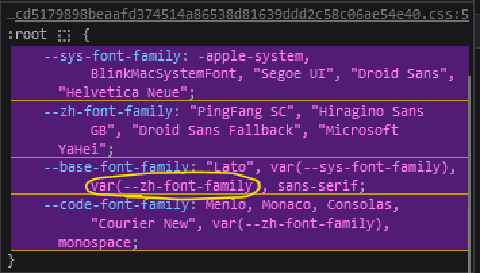 …cd5179898beaafd374514a86538d81639ddd2c58c06ae54e40.css:5
:root {
--sys-font-family: -apple-system,
BlinkMacSystemFont, "Segoe UI", "Droid Sans",
"Helvetica Neue";
--zh-font-family: "PingFang SC", "Hiragino Sans
GB", "Droid Sans Fallback", "Microsoft
YaHei";
--base-font-family: "Lato", var(--sys-font-family),
var(--zh-font-family), sans-serif;
--code-font-family: Menlo, Monaco, Consolas,
"Courier New", var(--zh-font-family),
monospace;
}